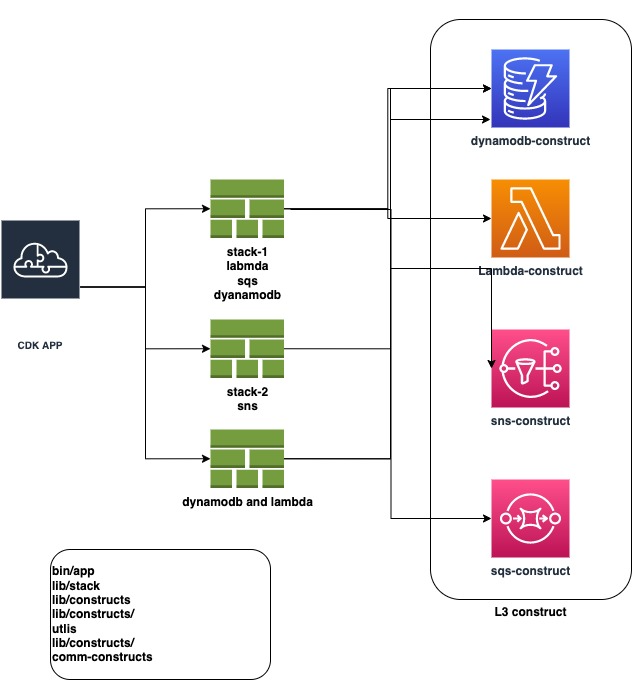 dynamodb-construct
stack-1
labmda
sqs
dyanamodb
Lambda-construct
CDK APP
stack-2
sns
sns-construct
dynamodb and lambda
sqs-construct
bin/app
lib/stack
lib/constructs
lib/constructs/
utlis
lib/constructs/
comm-constructs
L3 construct